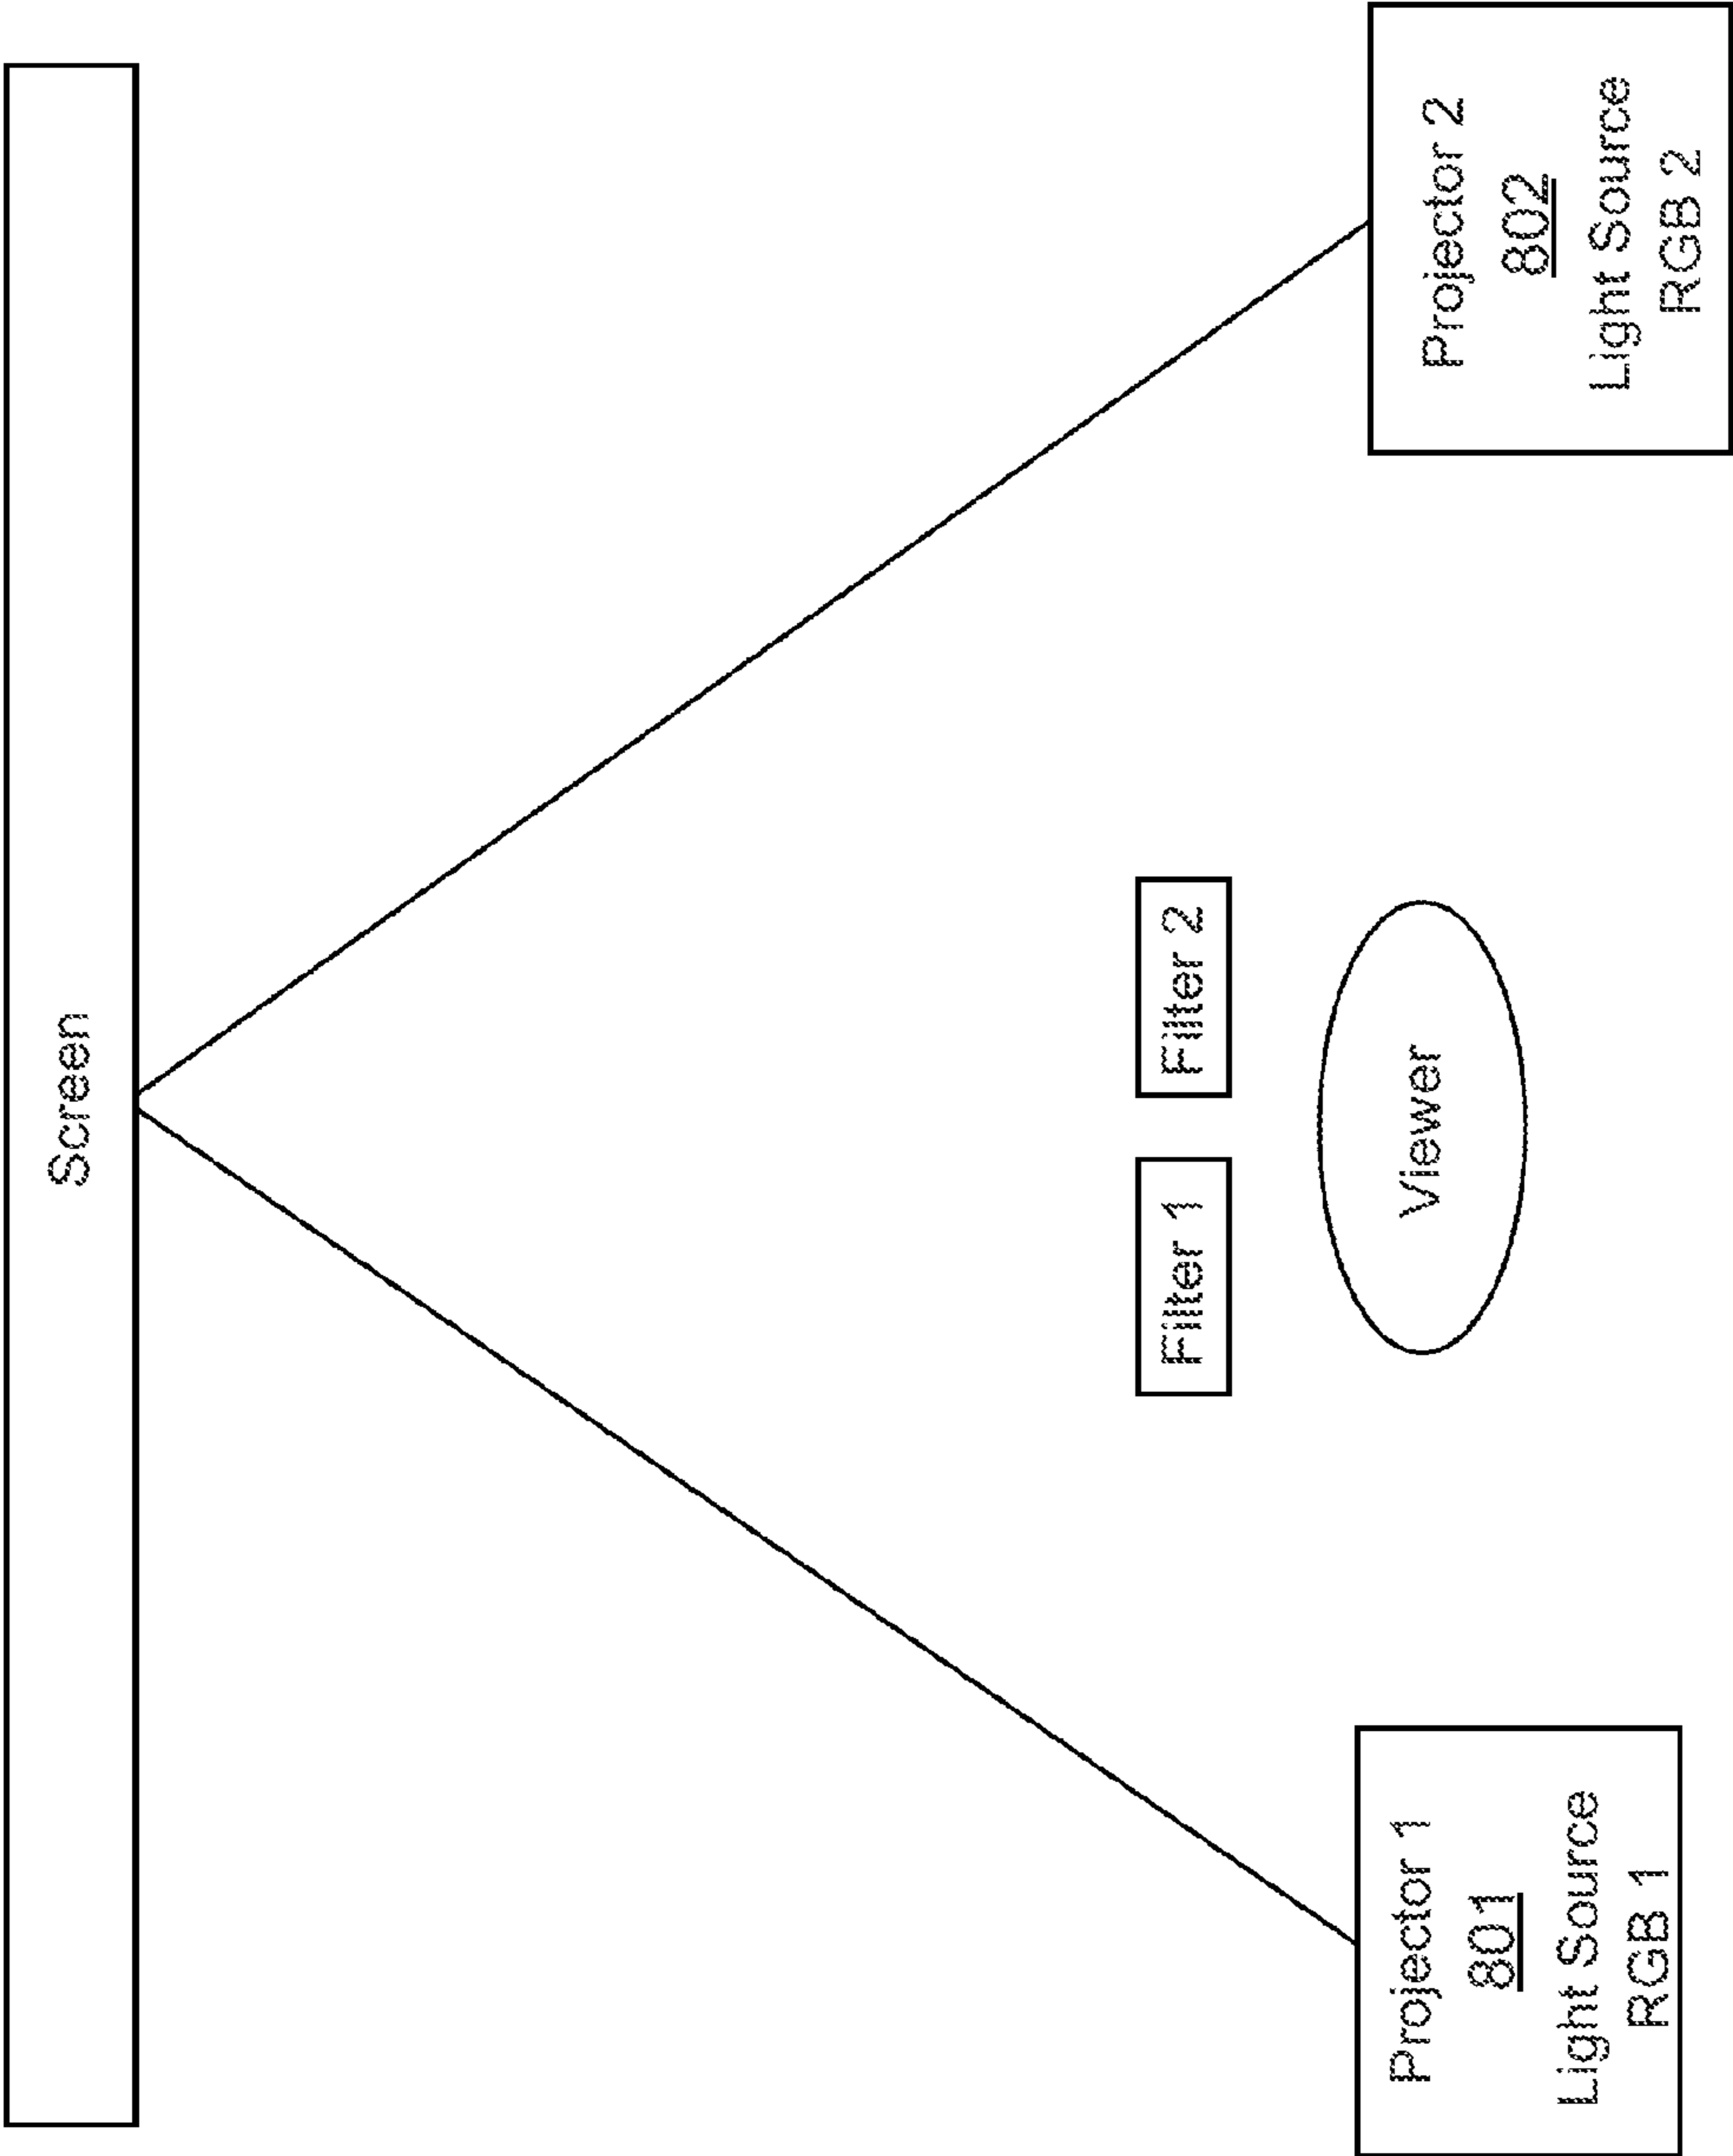 Screen
Filter 1
Filter 2
Viewer
Projector 1
801
Light Source
RGB 1
Projector 2
802
Light Source
RGB 2